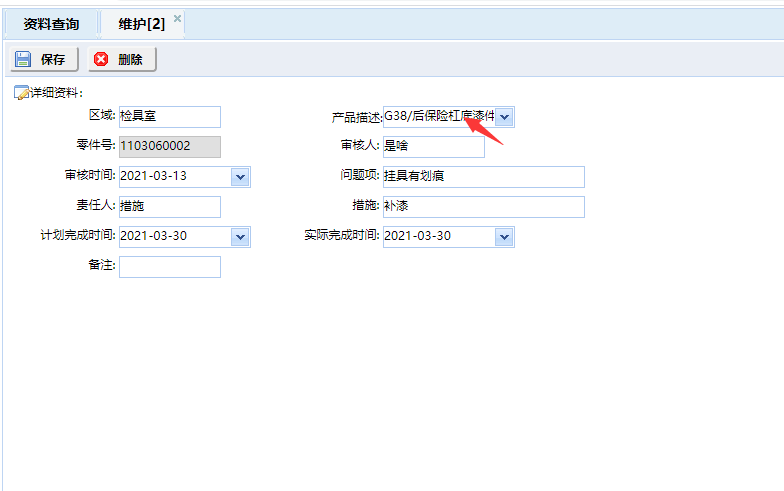 资料查询 维护[2]
保存 删除
详细资料:
区域: 检具室 产品描述: G38/后保险杠底漆件
零件号: 1103060002 审核人: 是啥
审核时间: 2021-03-13 问题项: 挂具有划痕
责任人: 措施 措施: 补漆
计划完成时间: 2021-03-30 实际完成时间: 2021-03-30
备注: